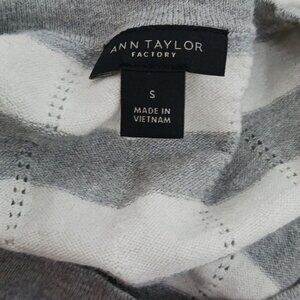 ANN TAYLOR
FACTORY
S
MADE IN
VIETNAM